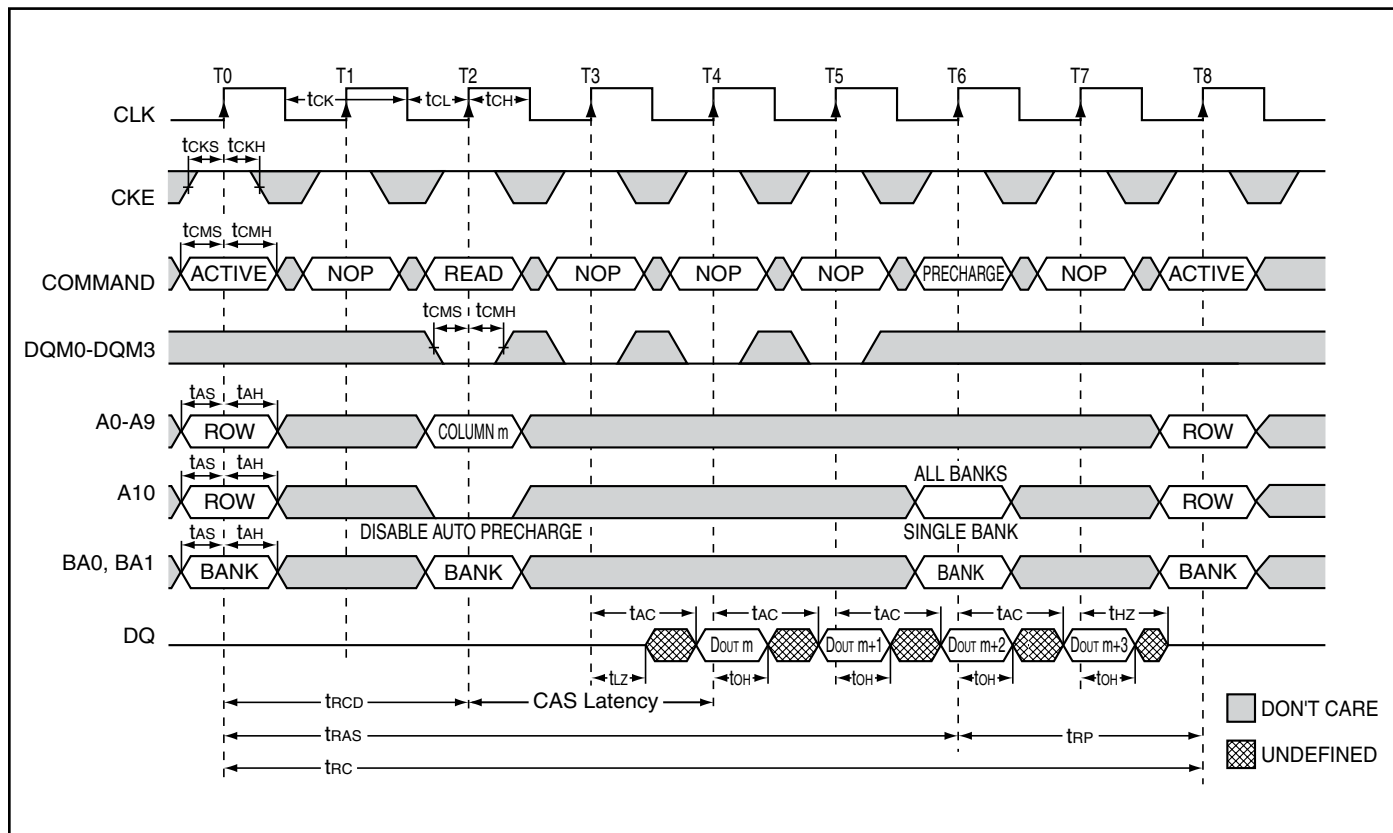 T0 T1 T2 T3 T4 T5 T6 T7 T8
CLK tCK tCL tCH
tCKS tCKH
CKE
tCMS tCMH
COMMAND ACTIVE NOP READ NOP NOP NOP PRECHARGE NOP ACTIVE
tCMS tCMH
DQM0-DQM3
tAS tAH
A0-A9 ROW COLUMN m ROW
tAS tAH ALL BANKS
A10 ROW ROW
tAS tAH DISABLE AUTO PRECHARGE SINGLE BANK
BA0, BA1 BANK BANK BANK BANK
tAC tAC tAC tAC tHZ
DQ DOUT m DOUT m+1 DOUT m+2 DOUT m+3
tLZ tOH tOH tOH tOH
tRCD CAS Latency
DON'T CARE
tRAS tRP
UNDEFINED
tRC